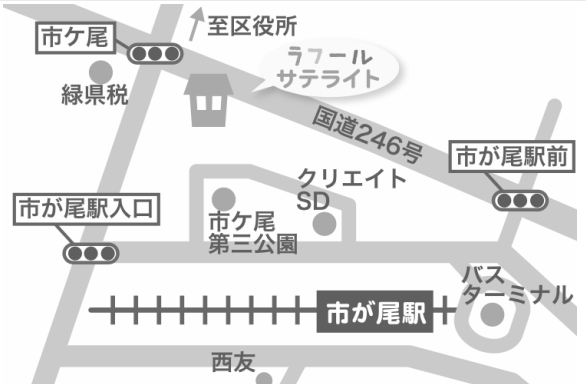 至区役所
市ケ尾
ラフール
サテライト
緑県税
国道246号
市が尾駅前
クリエイト
SD
市が尾駅入口
市ケ尾
第三公園
バス
ターミナル
市が尾駅
西友